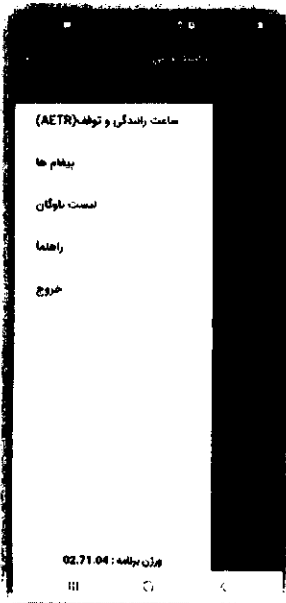 ساعت رانندگی و توقف(AETR)
پیغام ها
لیست ناوگان
راهنما
خروج
ورژن برنامه : 02.71.04